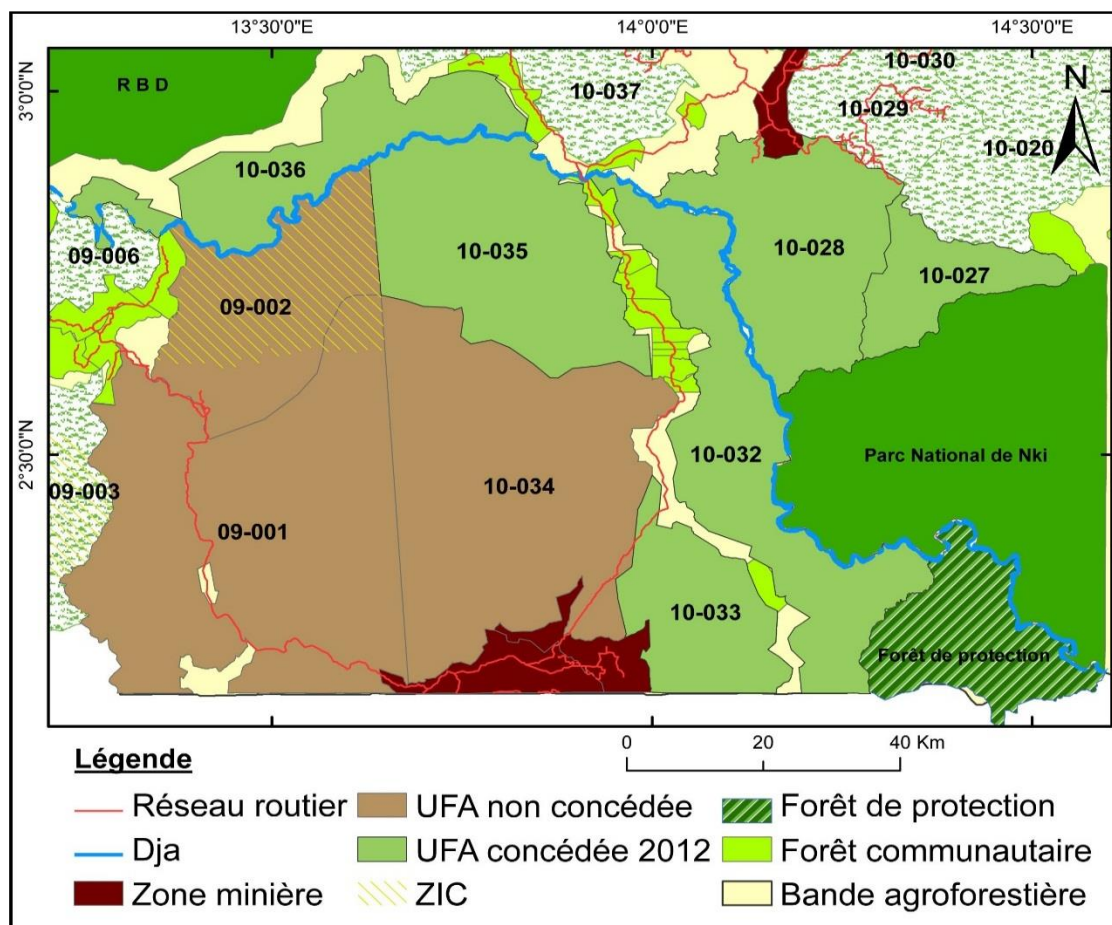 13°30'0"E
14°0'0"E
14°30'0"E
3°0'0"N
2°30'0"N
R B D
10-037
10-030
10-029
10-020
N
10-036
09-006
09-002
10-035
10-028
10-027
10-032
Parc National de Nki
09-003
10-034
09-001
10-033
Forêt de protection
Légende
0 20 40 Km
Réseau routier
UFA non concédée
Forêt de protection
Dja
UFA concédée 2012
Forêt communautaire
Zone minière
ZIC
Bande agroforestière